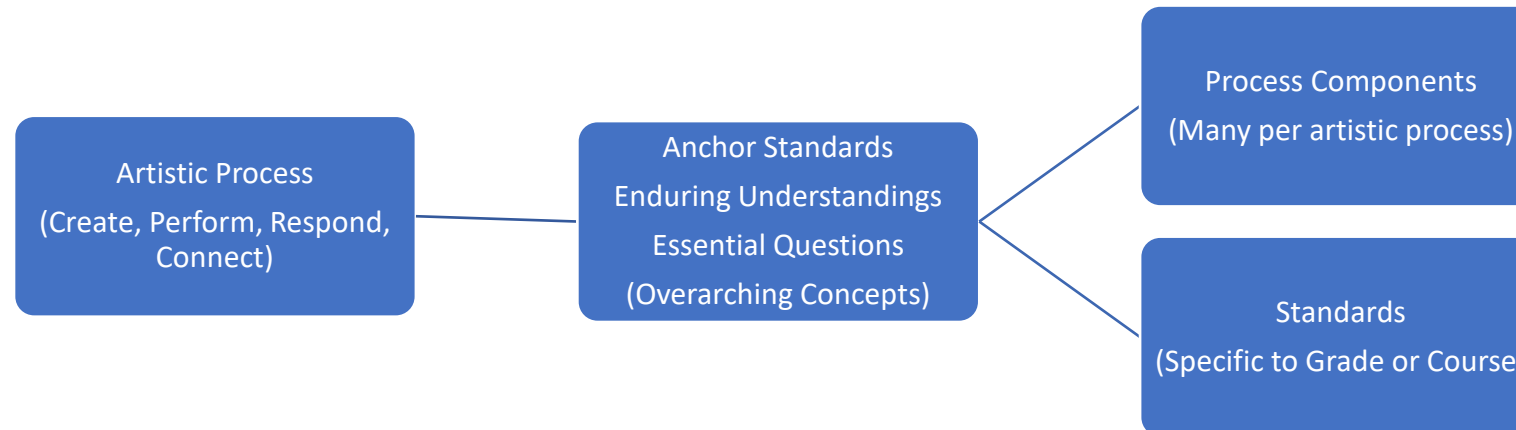 Artistic Process
(Create, Perform, Respond,
Connect)
Anchor Standards
Enduring Understandings
Essential Questions
(Overarching Concepts)
Process Components
(Many per artistic process)
Standards
(Specific to Grade or Course